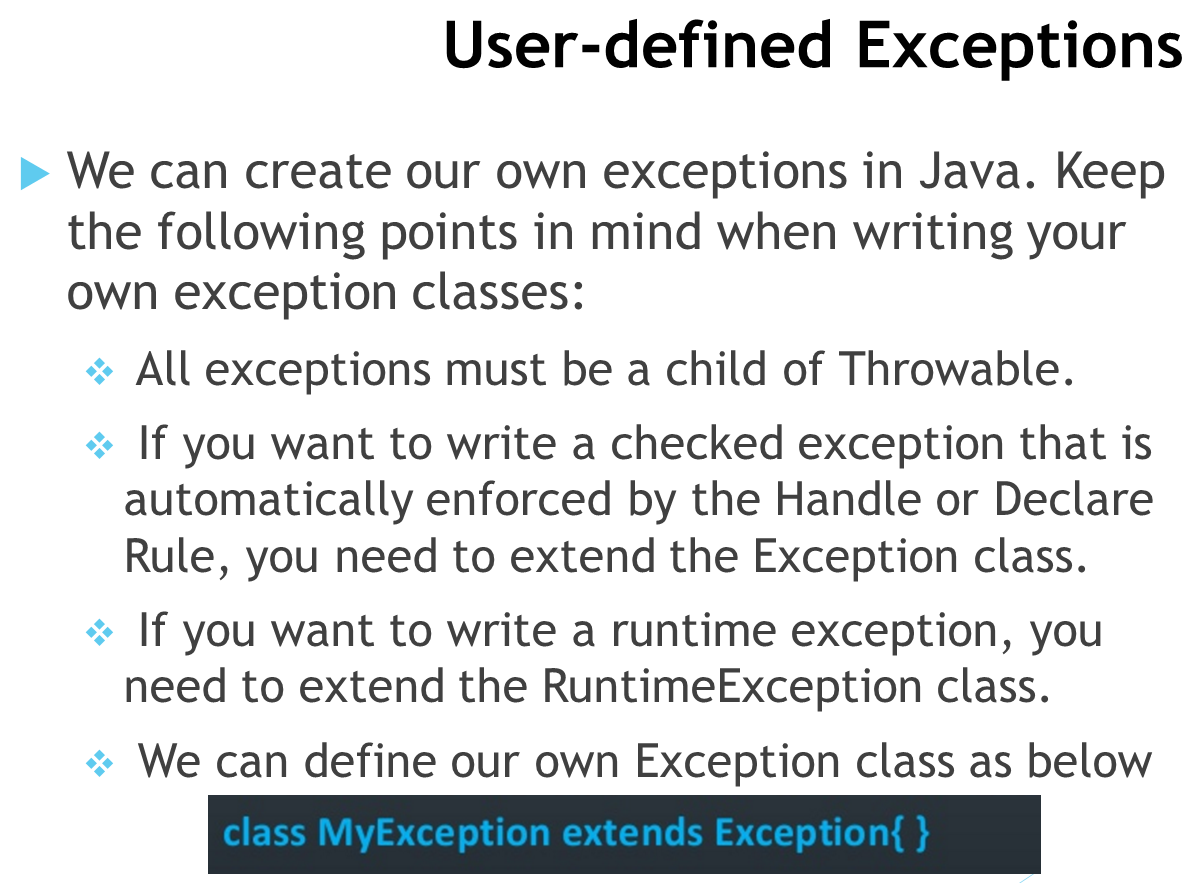 User-defined Exceptions
We can create our own exceptions in Java. Keep
the following points in mind when writing your
own exception classes:
All exceptions must be a child of Throwable.
If you want to write a checked exception that is
automatically enforced by the Handle or Declare
Rule, you need to extend the Exception class.
If you want to write a runtime exception, you
need to extend the RuntimeException class.
We can define our own Exception class as below
class MyException extends Exception{ }